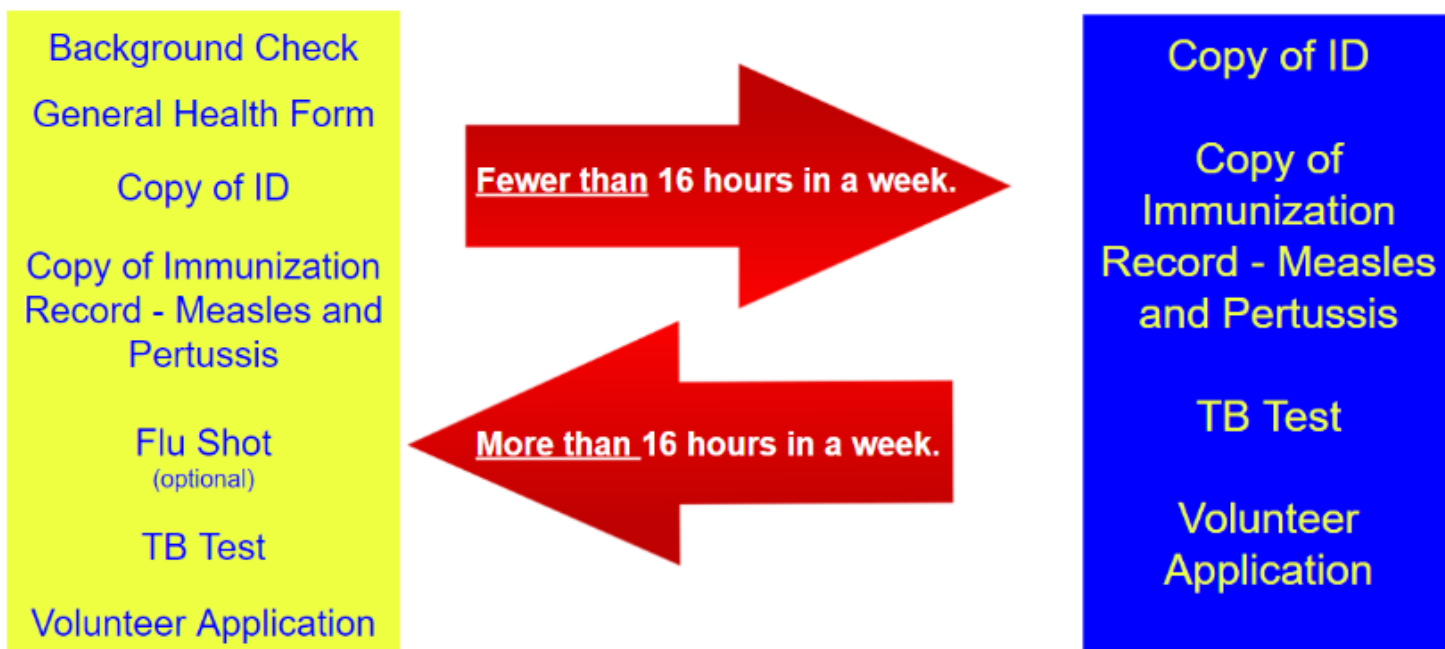 Background Check
General Health Form
Copy of ID
Copy of Immunization
Record - Measles and
Pertussis
Flu Shot
(optional)
TB Test
Volunteer Application
Fewer than 16 hours in a week.
More than 16 hours in a week.
Copy of ID
Copy of
Immunization
Record - Measles
and Pertussis
TB Test
Volunteer
Application